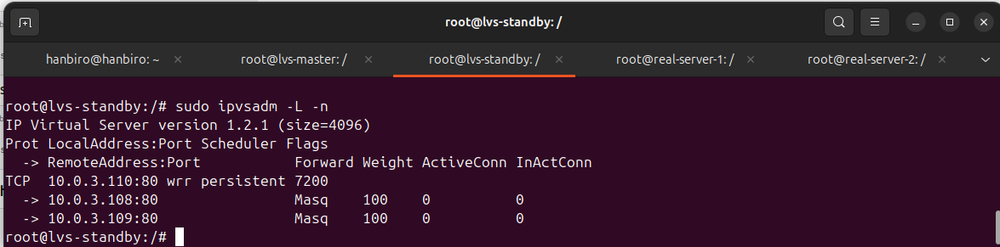 root@lvs-standby: /
hanbiro@hanbiro: ~ × root@lvs-master: / × root@lvs-standby: / × root@real-server-1: / × root@real-server-2: / ×
root@lvs-standby:/# sudo ipvsadm -L -n
IP Virtual Server version 1.2.1 (size=4096)
Prot LocalAddress:Port Scheduler Flags
  -> RemoteAddress:Port           Forward Weight ActiveConn InActConn
TCP  10.0.3.110:80 wrr persistent 7200
  -> 10.0.3.108:80                Masq    100    0          0
  -> 10.0.3.109:80                Masq    100    0          0
root@lvs-standby:/#